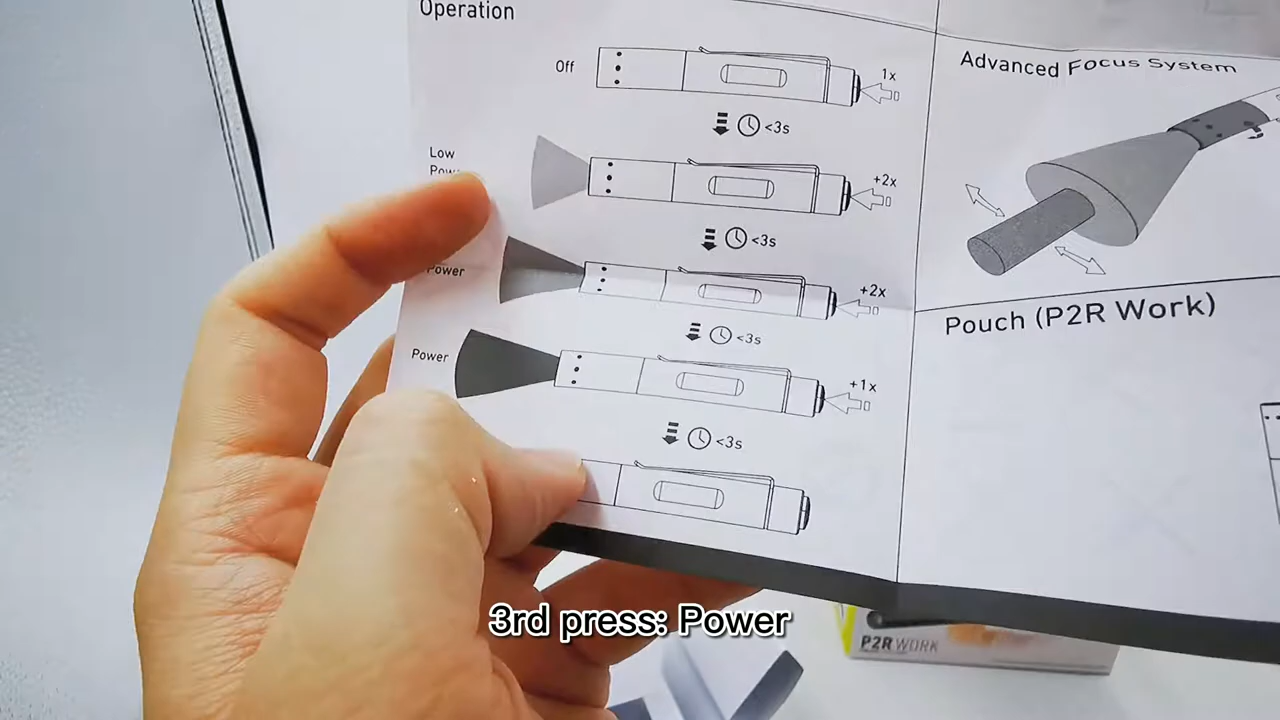 Operation
Off
1x
<3s
Low
Power
+2x
<3s
Power
+2x
<3s
Power
+1x
<3s
Advanced Focus System
Pouch (P2R Work)
P2R WORK
3rd press: Power